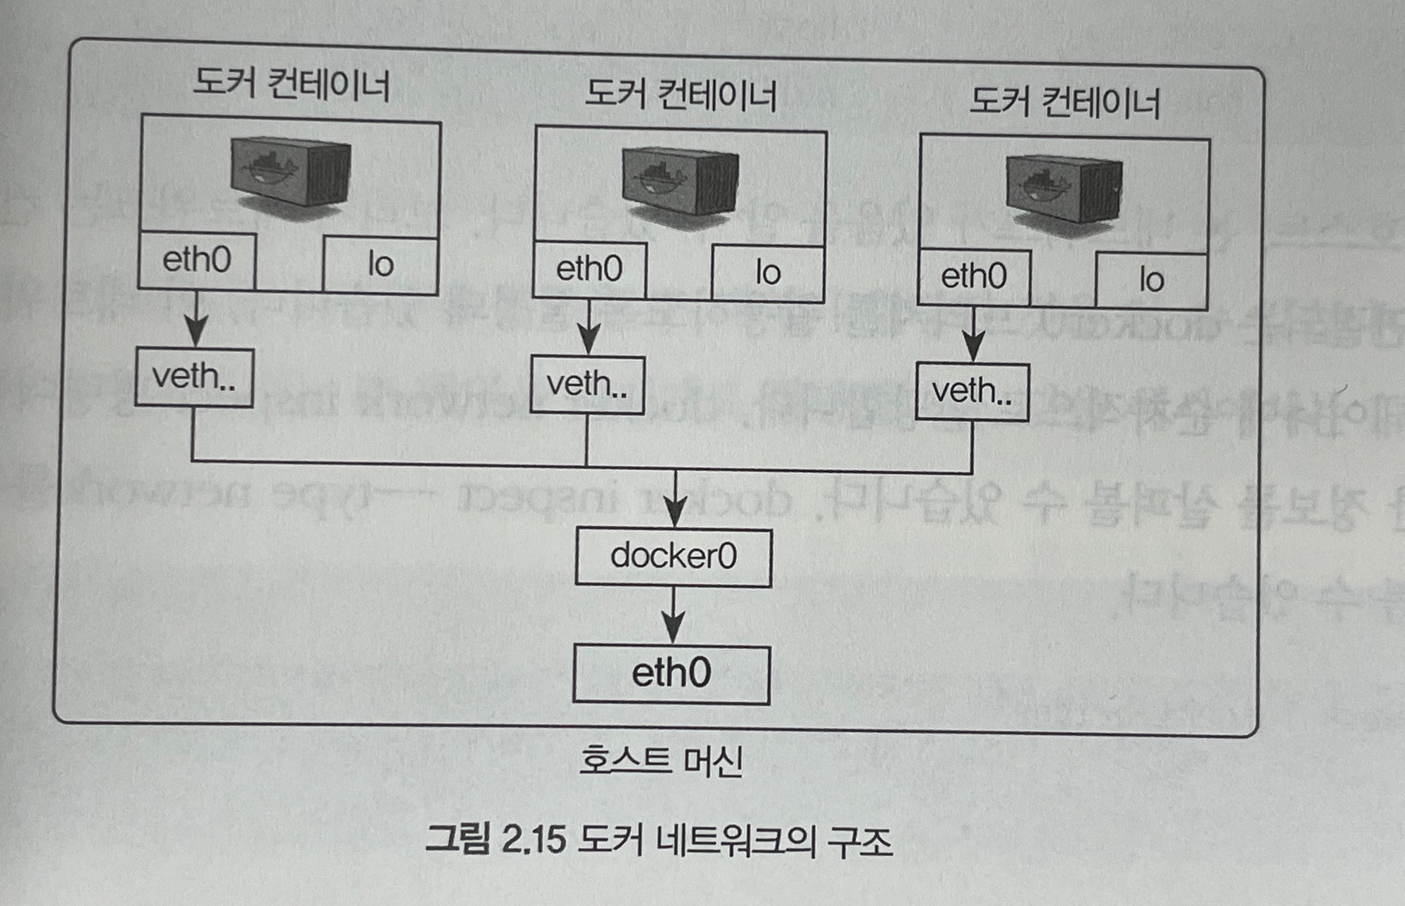 도커 컨테이너
도커 컨테이너
도커 컨테이너
eth0
lo
eth0
lo
eth0
lo
veth..
veth..
veth..
docker0
eth0
호스트 머신
그림 2.15 도커 네트워크의 구조